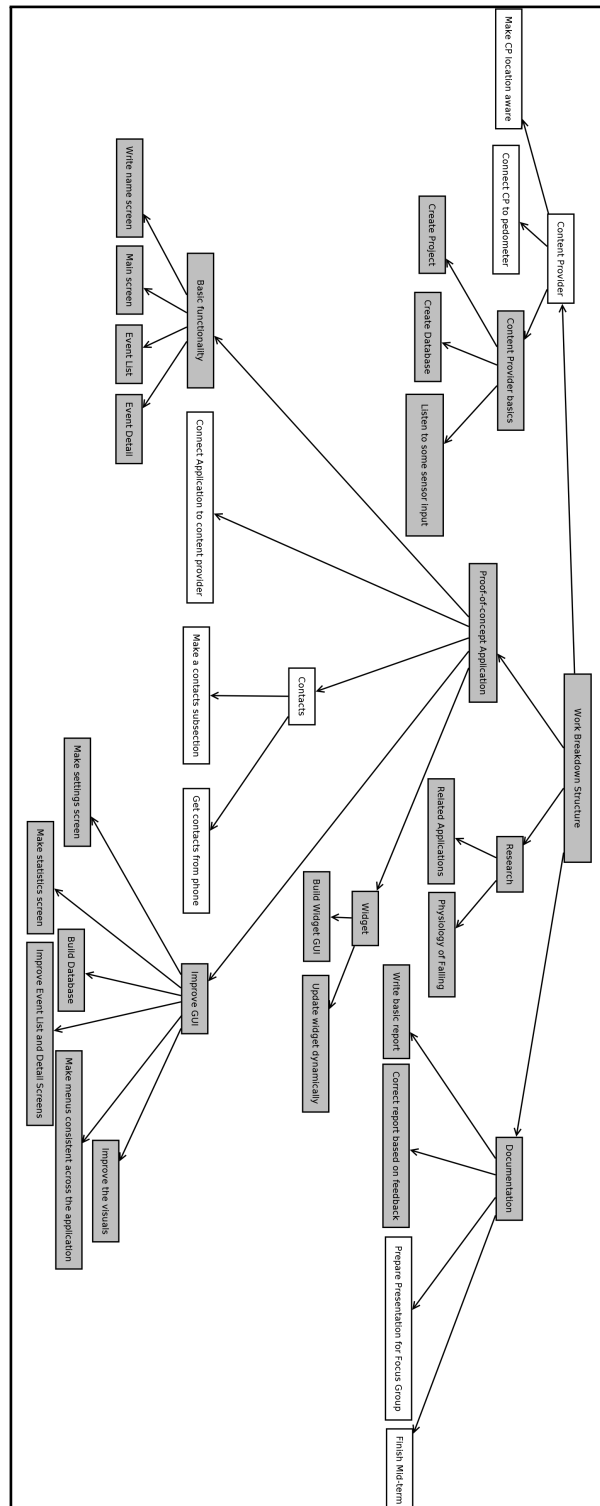 Work Breakdown Structure
Content Provider
Proof-of-concept Application
Research
Documentation
Make CP location aware
Connect CP to pedometer
Content Provider basics
Create Project
Create Database
Listen to some sensor input
Related Applications
Physiology of Falling
Write basic report
Correct report based on feedback
Prepare Presentation for Focus Group
Finish Mid-term
Basic functionality
Connect Application to content provider
Contacts
Widget
Improve GUI
Write name screen
Main screen
Event List
Event Detail
Make a contacts subsection
Get contacts from phone
Build Widget GUI
Update widget dynamically
Make settings screen
Make statistics screen
Build Database
Improve Event List and Detail Screens
Make menus consistent across the application
Improve the visuals